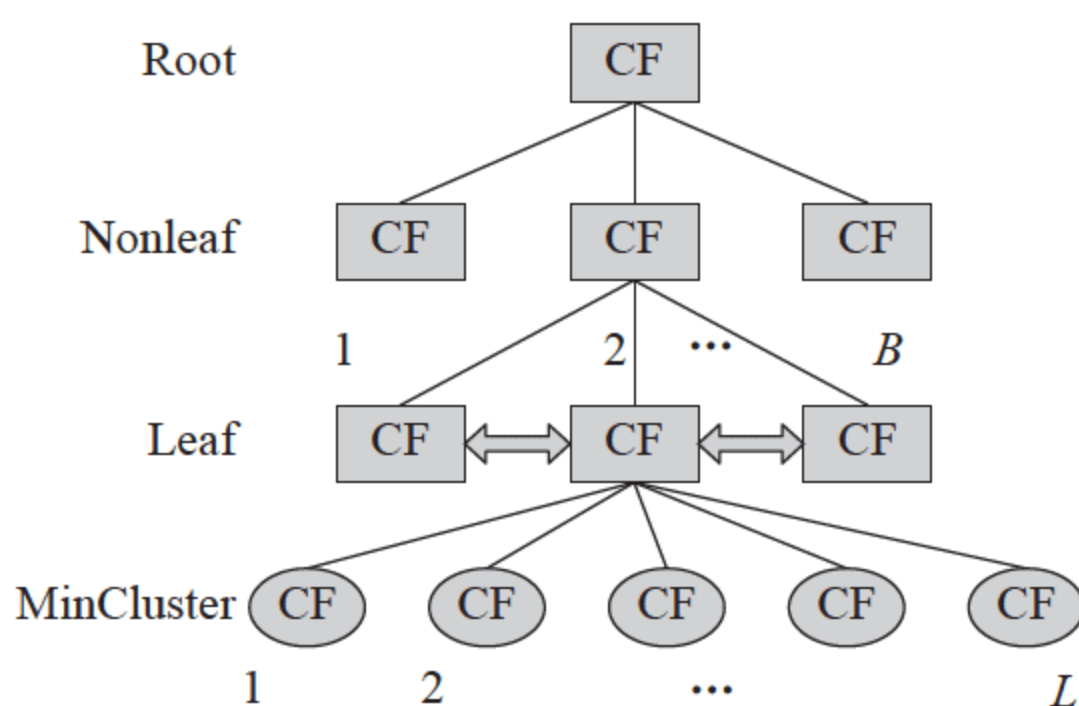 Root CF
Nonleaf CF CF CF
1 2 ... B
Leaf CF CF CF
MinCluster CF CF CF CF CF
1 2 ... L